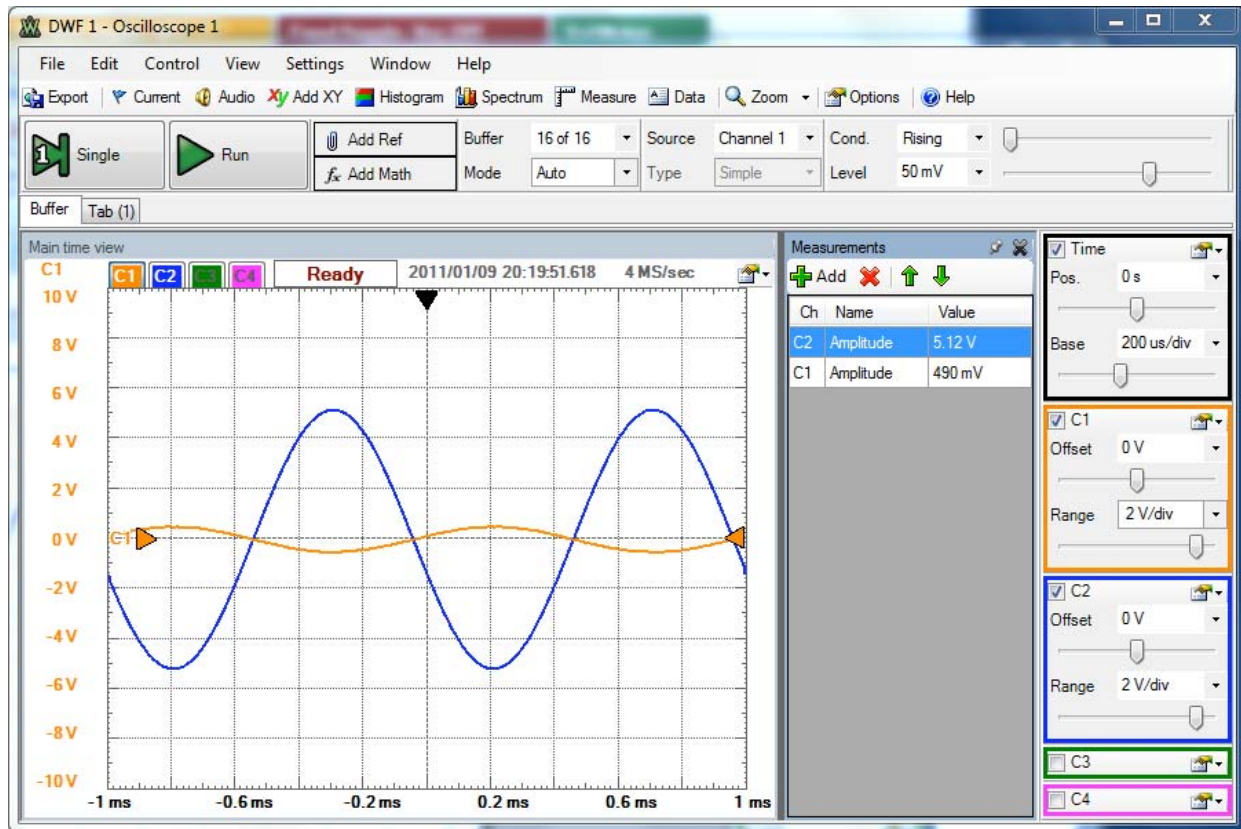 DWF 1 - Oscilloscope 1
File Edit Control View Settings Window Help
Export Current Audio Add XY Histogram Spectrum Measure Data Zoom Options Help
1 Single Run Add Ref Buffer 16 of 16 Source Channel 1 Cond. Rising
fx Add Math Mode Auto Type Simple Level 50 mV
Buffer Tab (1)
Main time view
C1 C1 C2 C3 C4 Ready 2011/01/09 20:19:51.618 4 MS/sec
10 V
8 V
6 V
4 V
2 V
0 V C1
-2 V
-4 V
-6 V
-8 V
-10 V
-1 ms -0.6 ms -0.2 ms 0.2 ms 0.6 ms 1 ms
Measurements
Add
Ch Name Value
C2 Amplitude 5.12 V
C1 Amplitude 490 mV
Time
Pos. 0 s
Base 200 us/div
C1
Offset 0 V
Range 2 V/div
C2
Offset 0 V
Range 2 V/div
C3
C4